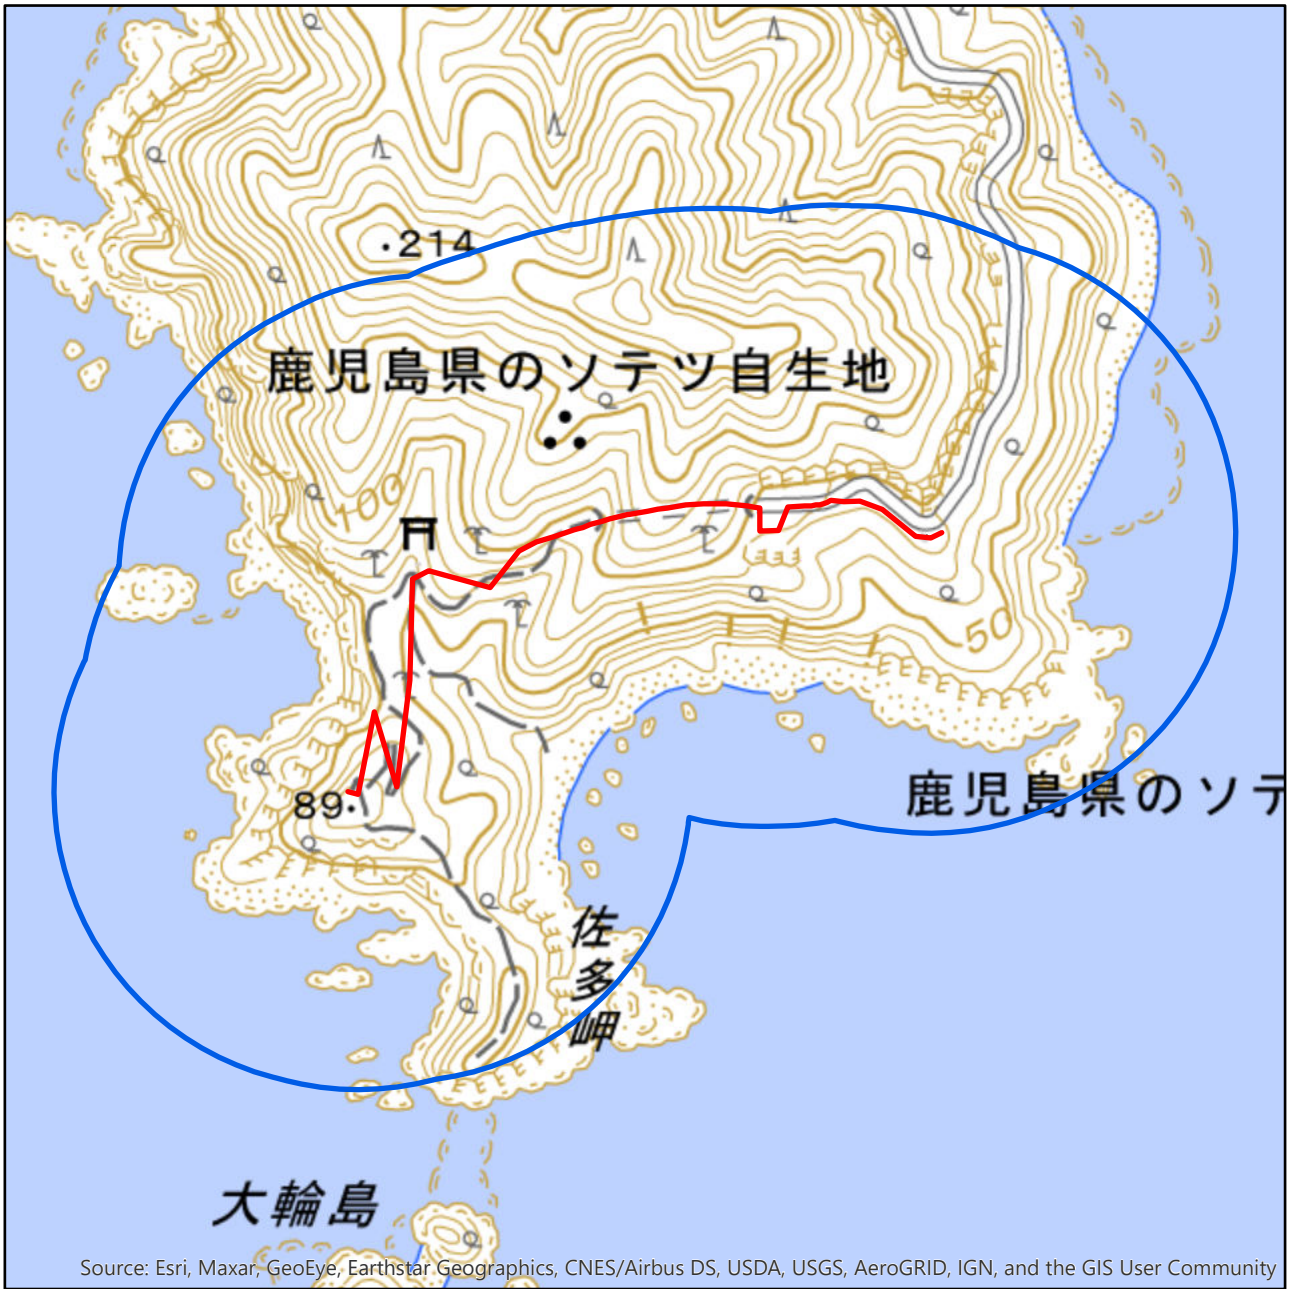 214
鹿児島県のソテツ自生地
100
50
鹿児島県のソテ
89
佐多岬
大輪島
Source: Esri, Maxar, GeoEye, Earthstar Geographics, CNES/Airbus DS, USDA, USGS, AeroGRID, IGN, and the GIS User Community